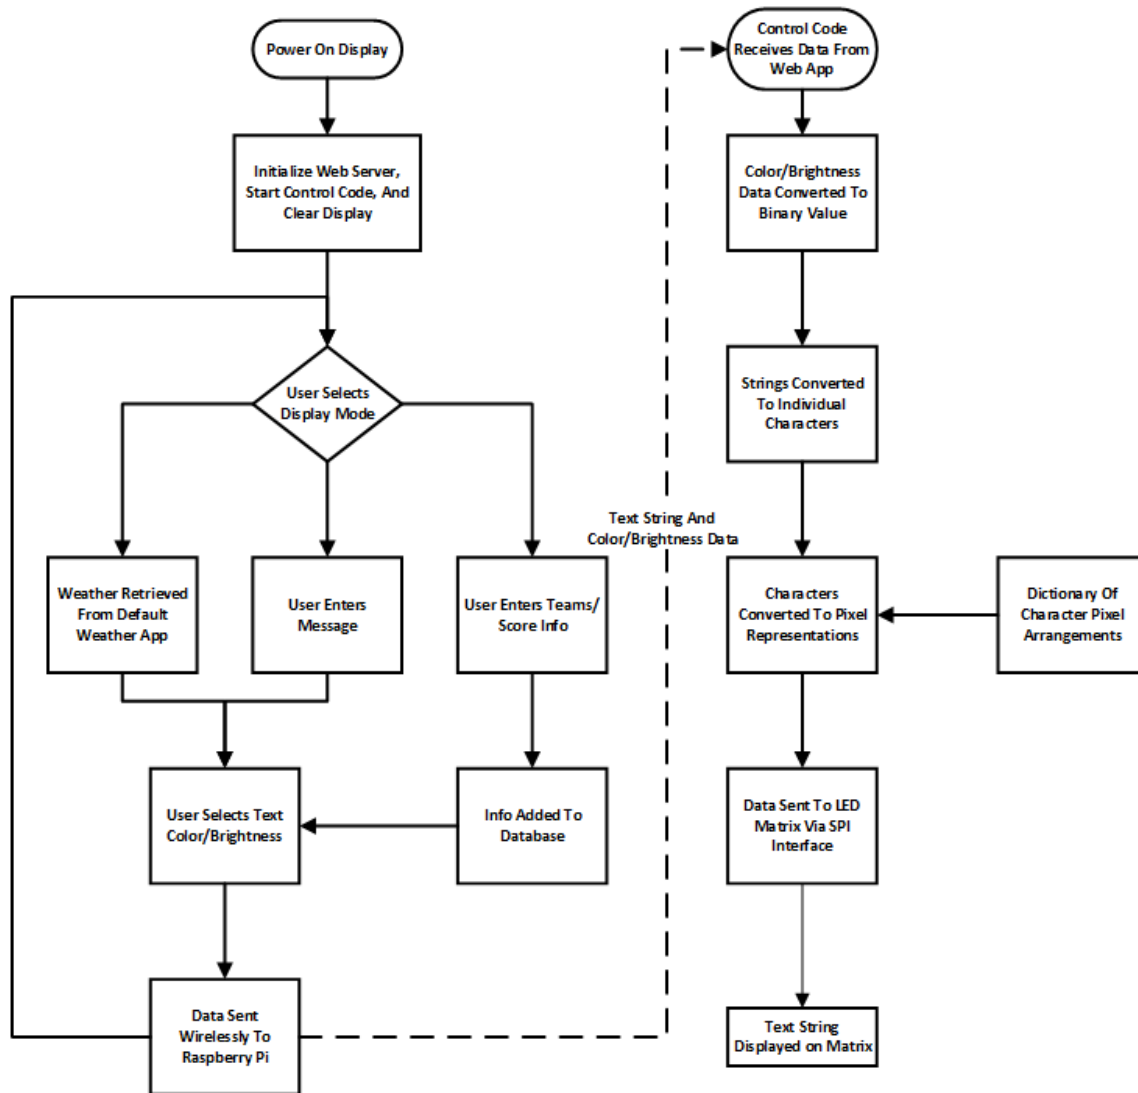 Power On Display
Initialize Web Server,
Start Control Code, And
Clear Display
User Selects
Display Mode
Weather Retrieved
From Default
Weather App
User Enters
Message
User Enters Teams/
Score Info
User Selects Text
Color/Brightness
Info Added To
Database
Data Sent
Wirelessly To
Raspberry Pi
Text String And
Color/Brightness Data
Control Code
Receives Data From
Web App
Color/Brightness
Data Converted To
Binary Value
Strings Converted
To Individual
Characters
Characters
Converted To Pixel
Representations
Dictionary Of
Character Pixel
Arrangements
Data Sent To LED
Matrix Via SPI
Interface
Text String
Displayed on Matrix